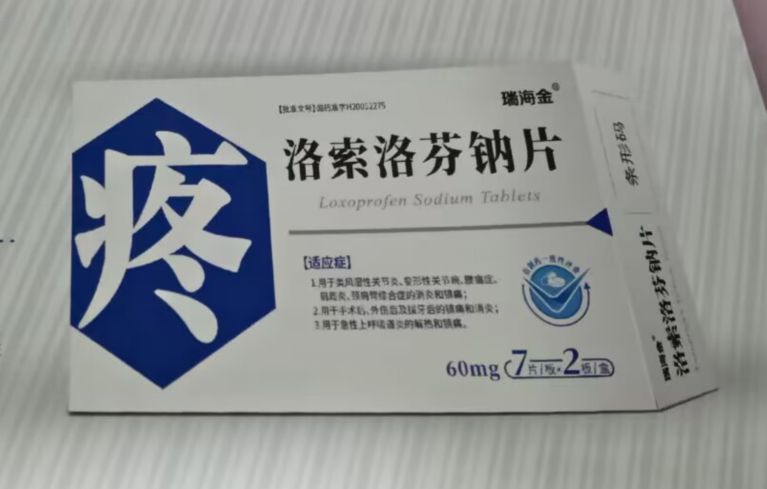 疼
【批准文号】国药准字H20052275
瑞海金®
洛索洛芬钠片
Loxoprofen Sodium Tablets
【适应症】
1.用于类风湿性关节炎、变形性关节病、腰痛症、
肩周炎、颈肩臂综合症的消炎和镇痛；
2.用于手术后、外伤后及拔牙后的镇痛和消炎；
3.用于急性上呼吸道炎的解热和镇痛。
60mg 7片/板×2板/盒
条形码
瑞海金®
洛索洛芬钠片